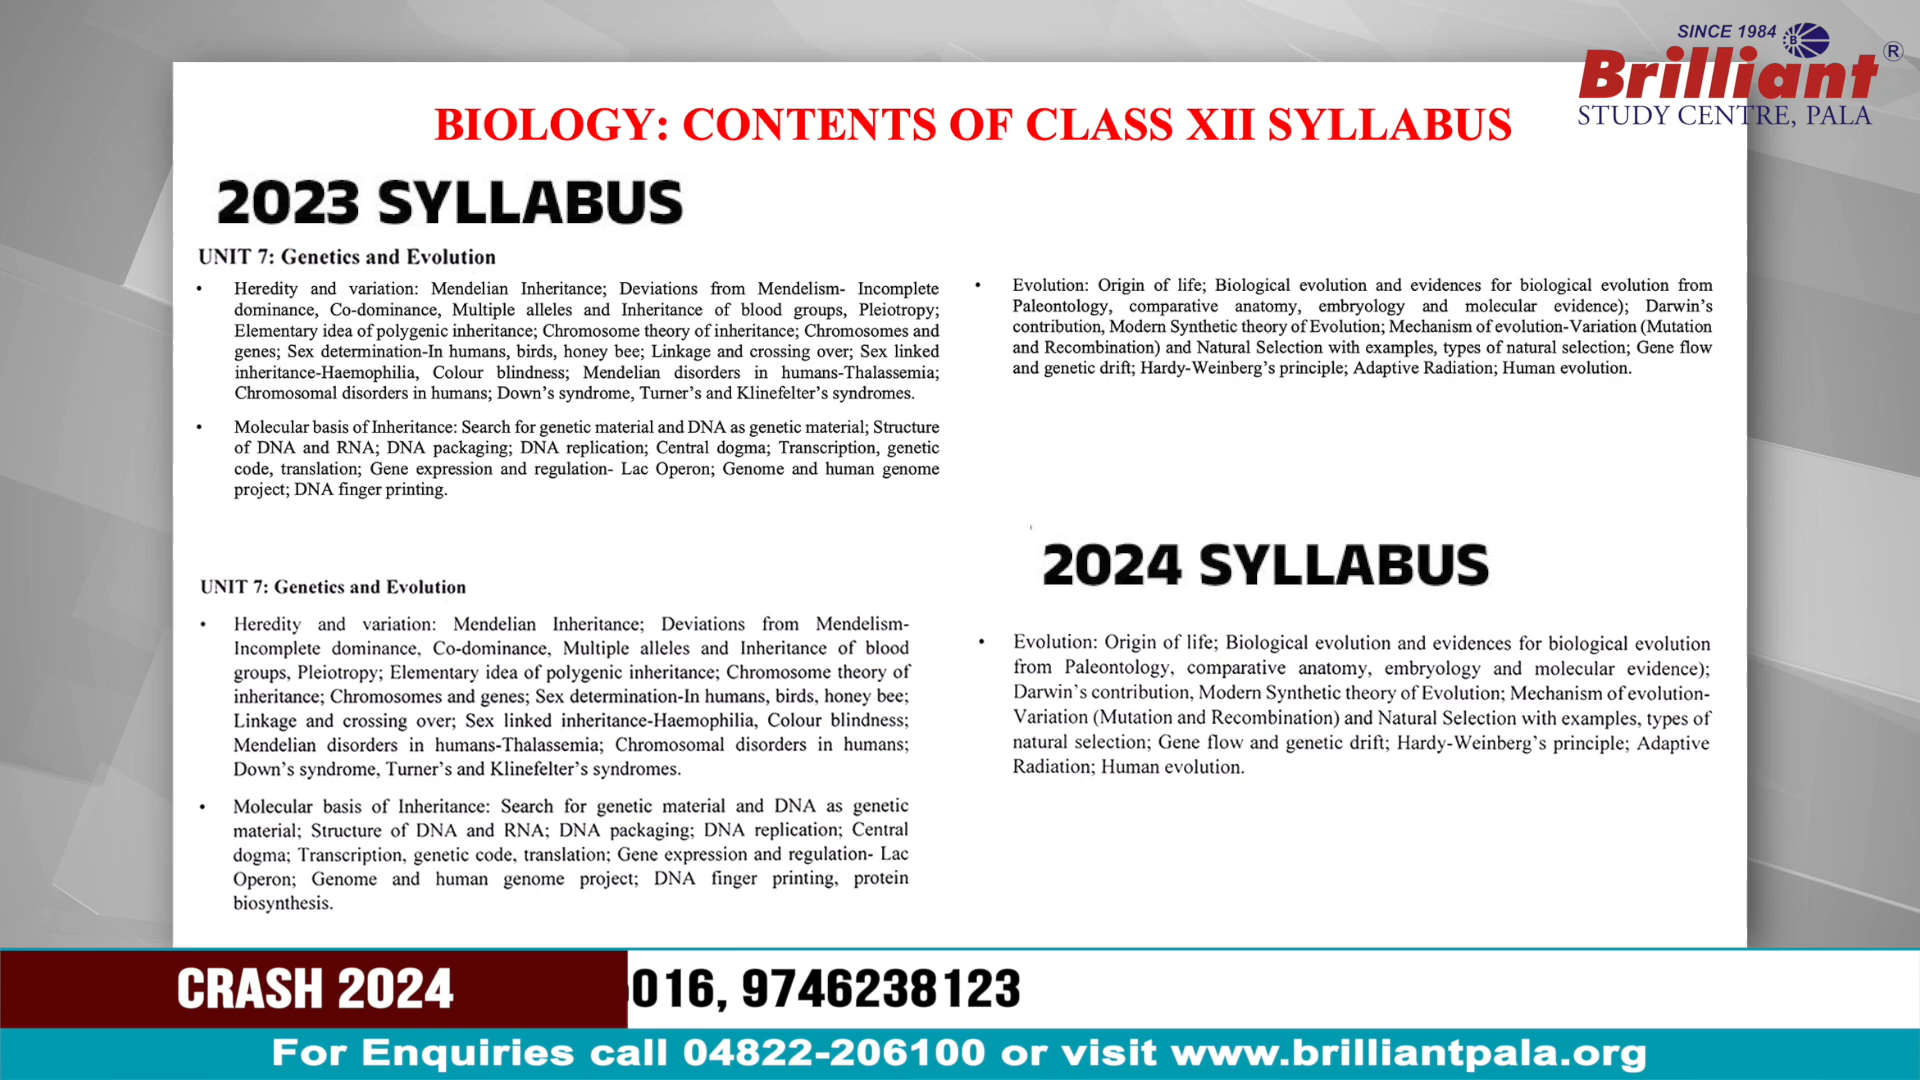 SINCE 1984
Brilliant ®
STUDY CENTRE, PALA
BIOLOGY: CONTENTS OF CLASS XII SYLLABUS
2023 SYLLABUS
UNIT 7: Genetics and Evolution
• Heredity and variation: Mendelian Inheritance; Deviations from Mendelism- Incomplete
dominance, Co-dominance, Multiple alleles and Inheritance of blood groups, Pleiotropy;
Elementary idea of polygenic inheritance; Chromosome theory of inheritance; Chromosomes and
genes; Sex determination-In humans, birds, honey bee; Linkage and crossing over; Sex linked
inheritance-Haemophilia, Colour blindness; Mendelian disorders in humans-Thalassemia;
Chromosomal disorders in humans; Down's syndrome, Turner's and Klinefelter's syndromes.
• Molecular basis of Inheritance: Search for genetic material and DNA as genetic material; Structure
of DNA and RNA; DNA packaging; DNA replication; Central dogma; Transcription, genetic
code, translation; Gene expression and regulation- Lac Operon; Genome and human genome
project; DNA finger printing.
• Evolution: Origin of life; Biological evolution and evidences for biological evolution from
Paleontology, comparative anatomy, embryology and molecular evidence); Darwin's
contribution, Modern Synthetic theory of Evolution; Mechanism of evolution-Variation (Mutation
and Recombination) and Natural Selection with examples, types of natural selection; Gene flow
and genetic drift; Hardy-Weinberg's principle; Adaptive Radiation; Human evolution.
2024 SYLLABUS
UNIT 7: Genetics and Evolution
• Heredity and variation: Mendelian Inheritance; Deviations from Mendelism-
Incomplete dominance, Co-dominance, Multiple alleles and Inheritance of blood
groups, Pleiotropy; Elementary idea of polygenic inheritance; Chromosome theory of
inheritance; Chromosomes and genes; Sex determination-In humans, birds, honey bee;
Linkage and crossing over; Sex linked inheritance-Haemophilia, Colour blindness;
Mendelian disorders in humans-Thalassemia; Chromosomal disorders in humans;
Down's syndrome, Turner's and Klinefelter's syndromes.
• Molecular basis of Inheritance: Search for genetic material and DNA as genetic
material; Structure of DNA and RNA; DNA packaging; DNA replication; Central
dogma; Transcription, genetic code, translation; Gene expression and regulation- Lac
Operon; Genome and human genome project; DNA finger printing, protein
biosynthesis.
• Evolution: Origin of life; Biological evolution and evidences for biological evolution
from Paleontology, comparative anatomy, embryology and molecular evidence);
Darwin's contribution, Modern Synthetic theory of Evolution; Mechanism of evolution-
Variation (Mutation and Recombination) and Natural Selection with examples, types of
natural selection; Gene flow and genetic drift; Hardy-Weinberg's principle; Adaptive
Radiation; Human evolution.
CRASH 2024
016, 9746238123
For Enquiries call 04822-206100 or visit www.brilliantpala.org